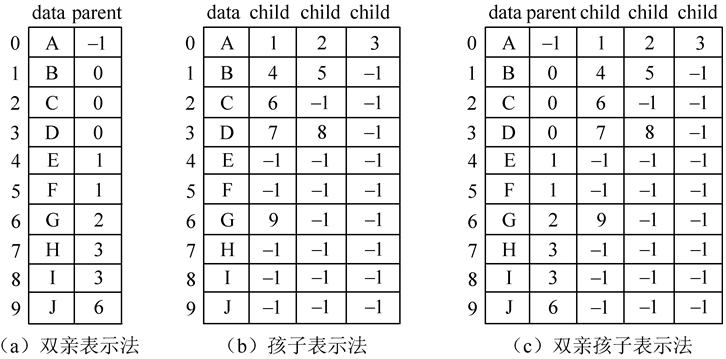 data parent
0 A –1
1 B 0
2 C 0
3 D 0
4 E 1
5 F 1
6 G 2
7 H 3
8 I 3
9 J 6
(a)双亲表示法
data child child child
0 A 1 2 3
1 B 4 5 –1
2 C 6 –1 –1
3 D 7 8 –1
4 E –1 –1 –1
5 F –1 –1 –1
6 G 9 –1 –1
7 H –1 –1 –1
8 I –1 –1 –1
9 J –1 –1 –1
(b)孩子表示法
data parent child child child
0 A –1 1 2 3
1 B 0 4 5 –1
2 C 0 6 –1 –1
3 D 0 7 8 –1
4 E 1 –1 –1 –1
5 F 1 –1 –1 –1
6 G 2 9 –1 –1
7 H 3 –1 –1 –1
8 I 3 –1 –1 –1
9 J 6 –1 –1 –1
(c)双亲孩子表示法